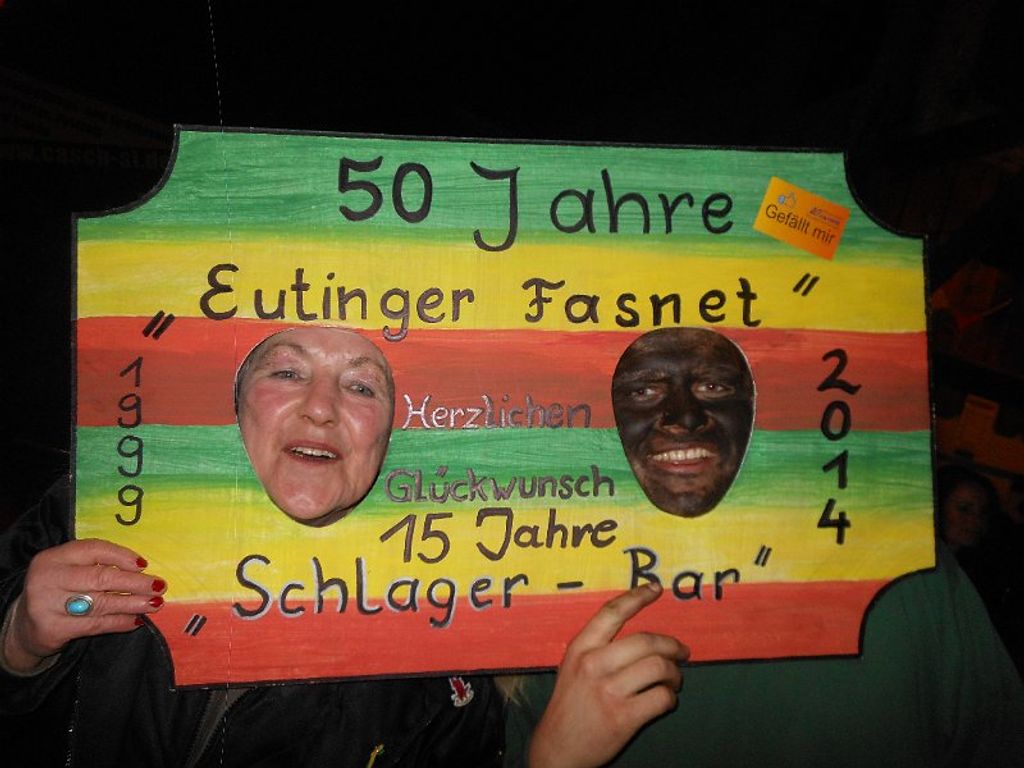 50 Jahre
Gefällt mir
"Eutinger Fasnet"
1999
2014
Herzlichen
Glückwunsch
15 Jahre
"Schlager - Bar"